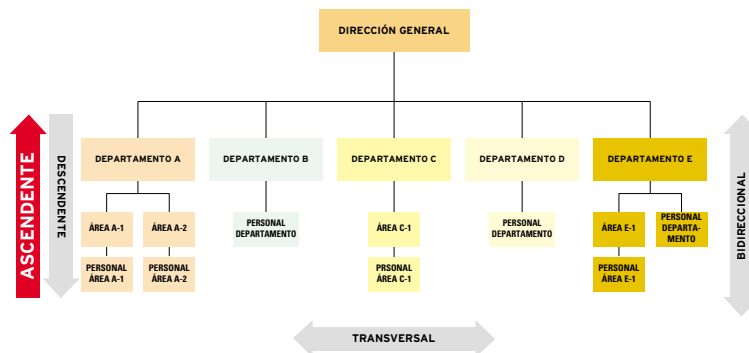 DIRECCIÓN GENERAL
ASCENDENTE
DESCENDENTE
DEPARTAMENTO A
DEPARTAMENTO B
DEPARTAMENTO C
DEPARTAMENTO D
DEPARTAMENTO E
BIDIRECCIONAL
ÁREA A-1
ÁREA A-2
PERSONAL
DEPARTAMENTO
ÁREA C-1
PERSONAL
DEPARTAMENTO
ÁREA E-1
PERSONAL
DEPARTA-
MENTO
PERSONAL
ÁREA A-1
PERSONAL
ÁREA A-2
PRSONAL
ÁREA C-1
PERSONAL
ÁREA E-1
TRANSVERSAL